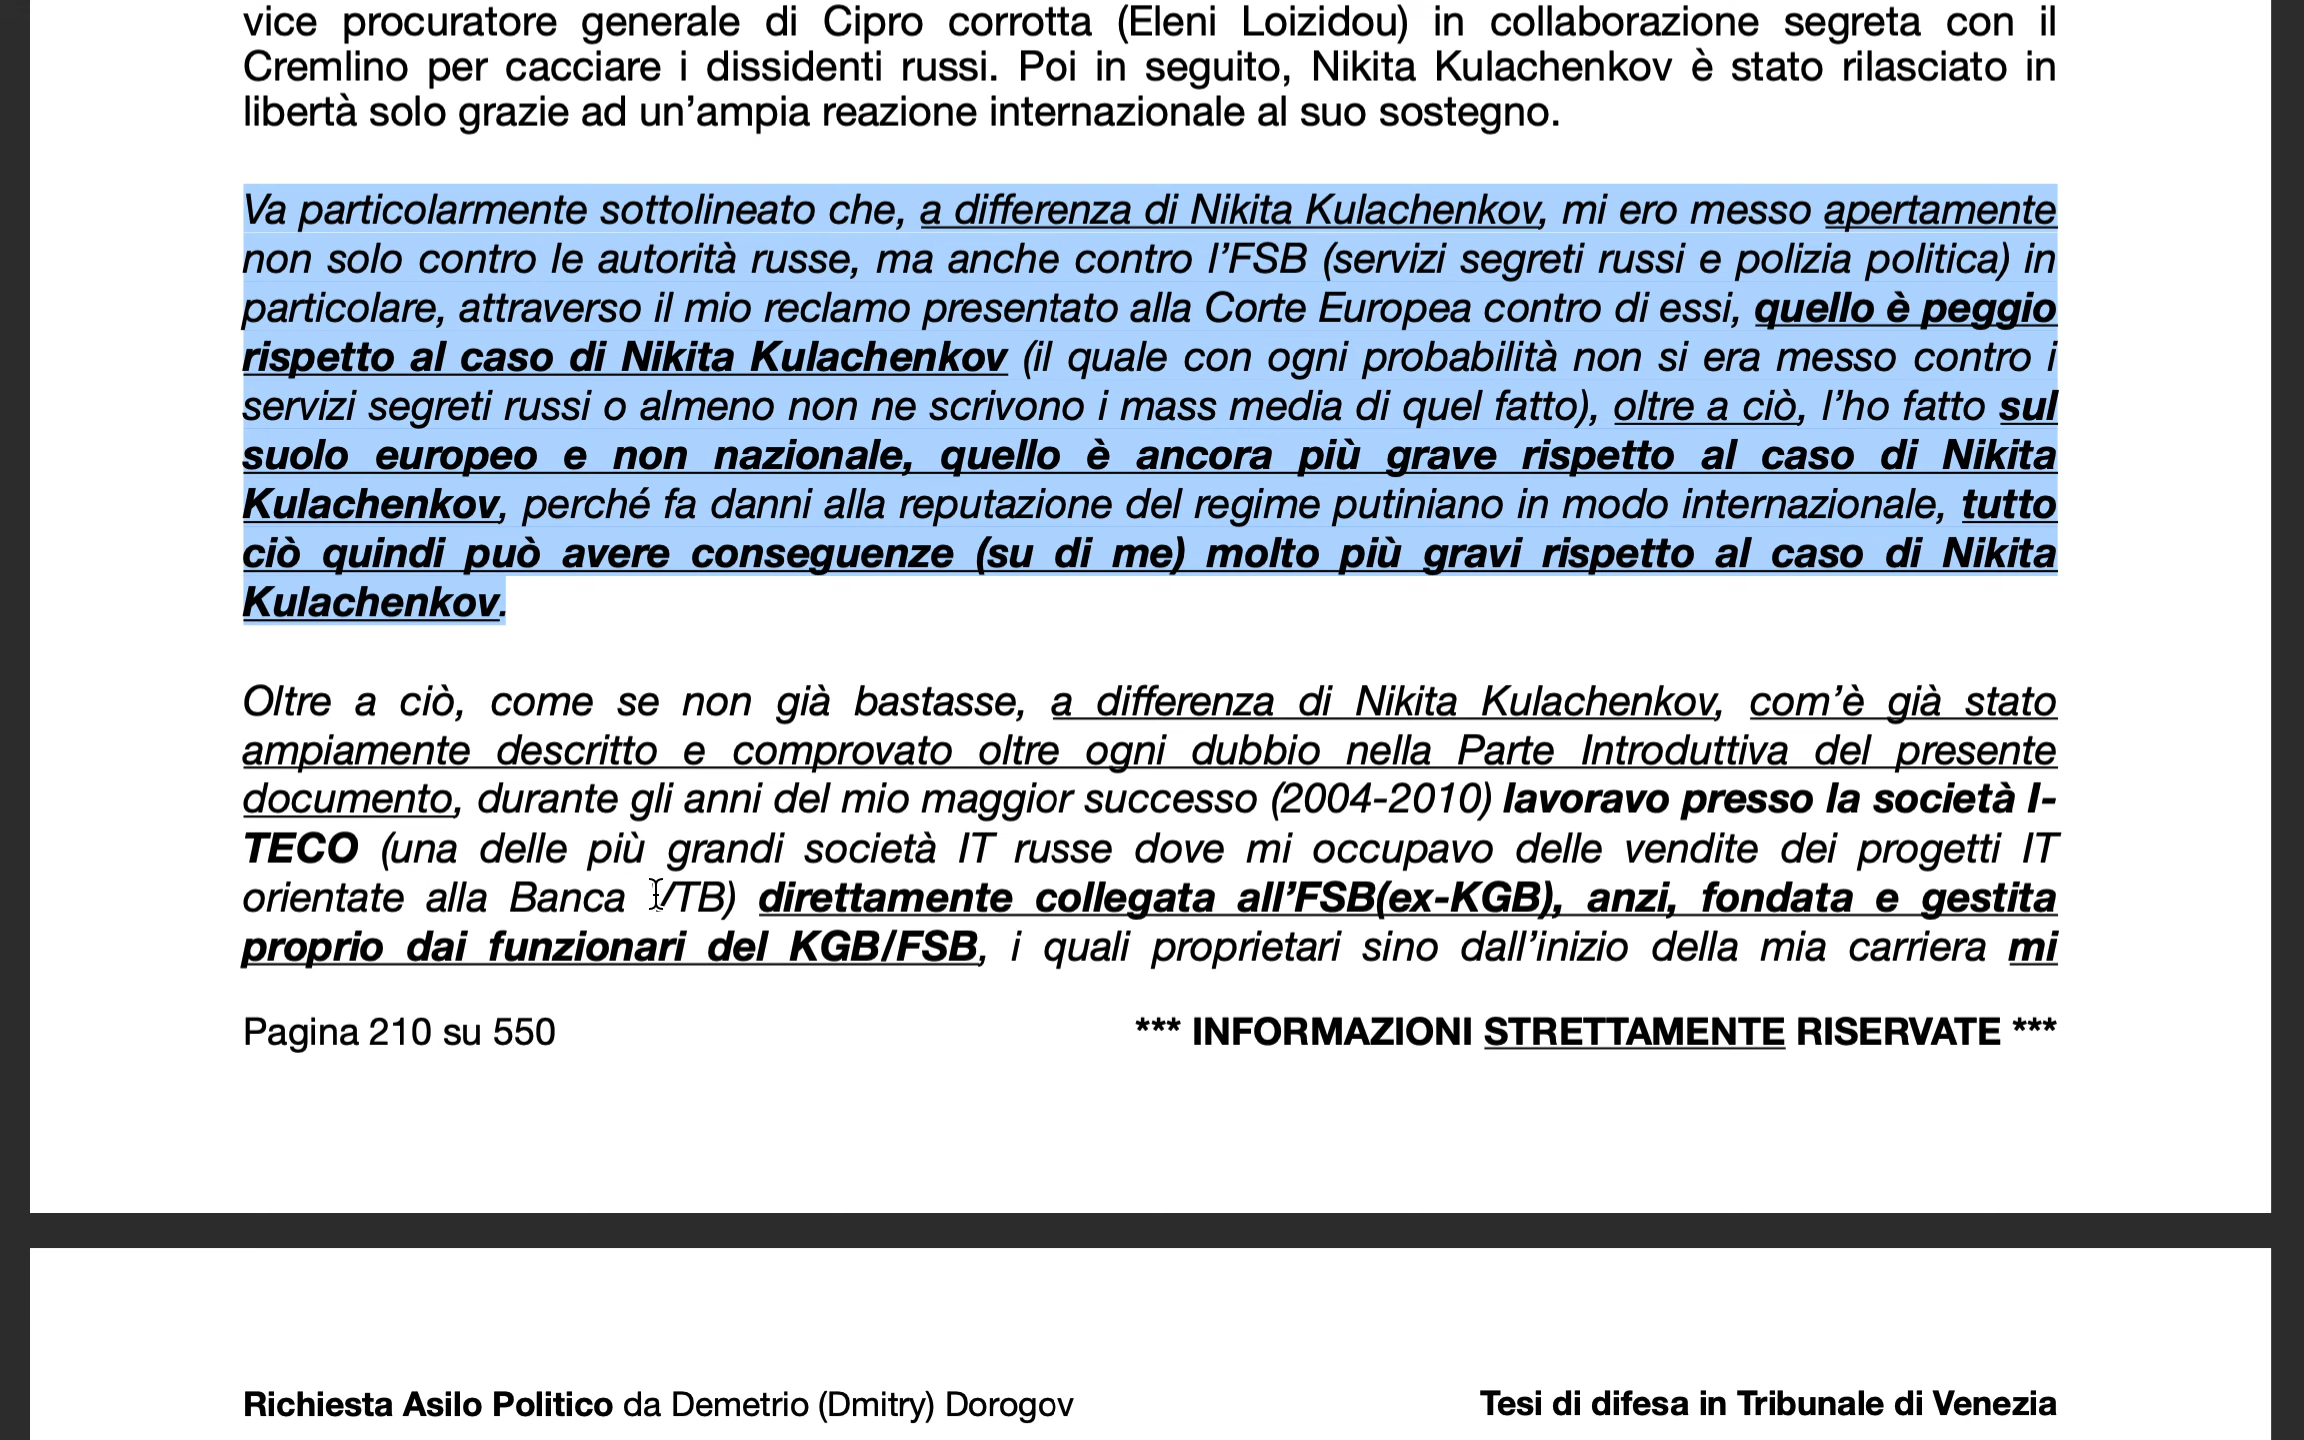 vice procuratore generale di Cipro corrotta (Eleni Loizidou) in collaborazione segreta con il
Cremlino per cacciare i dissidenti russi. Poi in seguito, Nikita Kulachenkov è stato rilasciato in
libertà solo grazie ad un’ampia reazione internazionale al suo sostegno.
Va particolarmente sottolineato che, a differenza di Nikita Kulachenkov, mi ero messo apertamente
non solo contro le autorità russe, ma anche contro l’FSB (servizi segreti russi e polizia politica) in
particolare, attraverso il mio reclamo presentato alla Corte Europea contro di essi, quello è peggio
rispetto al caso di Nikita Kulachenkov (il quale con ogni probabilità non si era messo contro i
servizi segreti russi o almeno non ne scrivono i mass media di quel fatto), oltre a ciò, l’ho fatto sul
suolo europeo e non nazionale, quello è ancora più grave rispetto al caso di Nikita
Kulachenkov, perché fa danni alla reputazione del regime putiniano in modo internazionale, tutto
ciò quindi può avere conseguenze (su di me) molto più gravi rispetto al caso di Nikita
Kulachenkov.
Oltre a ciò, come se non già bastasse, a differenza di Nikita Kulachenkov, com’è già stato
ampiamente descritto e comprovato oltre ogni dubbio nella Parte Introduttiva del presente
documento, durante gli anni del mio maggior successo (2004-2010) lavoravo presso la società I-
TECO (una delle più grandi società IT russe dove mi occupavo delle vendite dei progetti IT
orientate alla Banca VTB) direttamente collegata all’FSB(ex-KGB), anzi, fondata e gestita
proprio dai funzionari del KGB/FSB, i quali proprietari sino dall’inizio della mia carriera mi
Pagina 210 su 550 *** INFORMAZIONI STRETTAMENTE RISERVATE ***
Richiesta Asilo Politico da Demetrio (Dmitry) Dorogov Tesi di difesa in Tribunale di Venezia